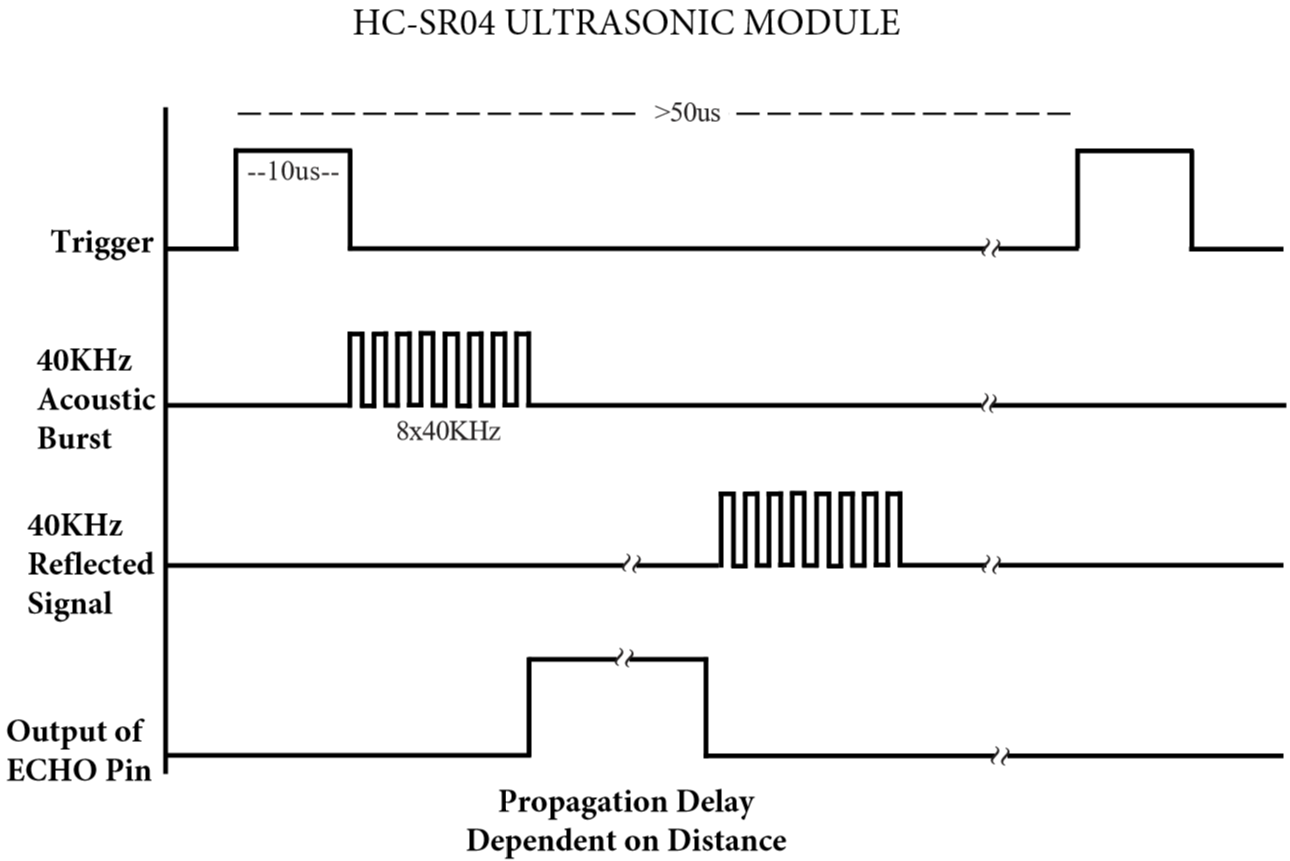 HC-SR04 ULTRASONIC MODULE
>50us
--10us--
Trigger
40KHz
Acoustic
Burst
8x40KHz
40KHz
Reflected
Signal
Output of
ECHO Pin
Propagation Delay
Dependent on Distance